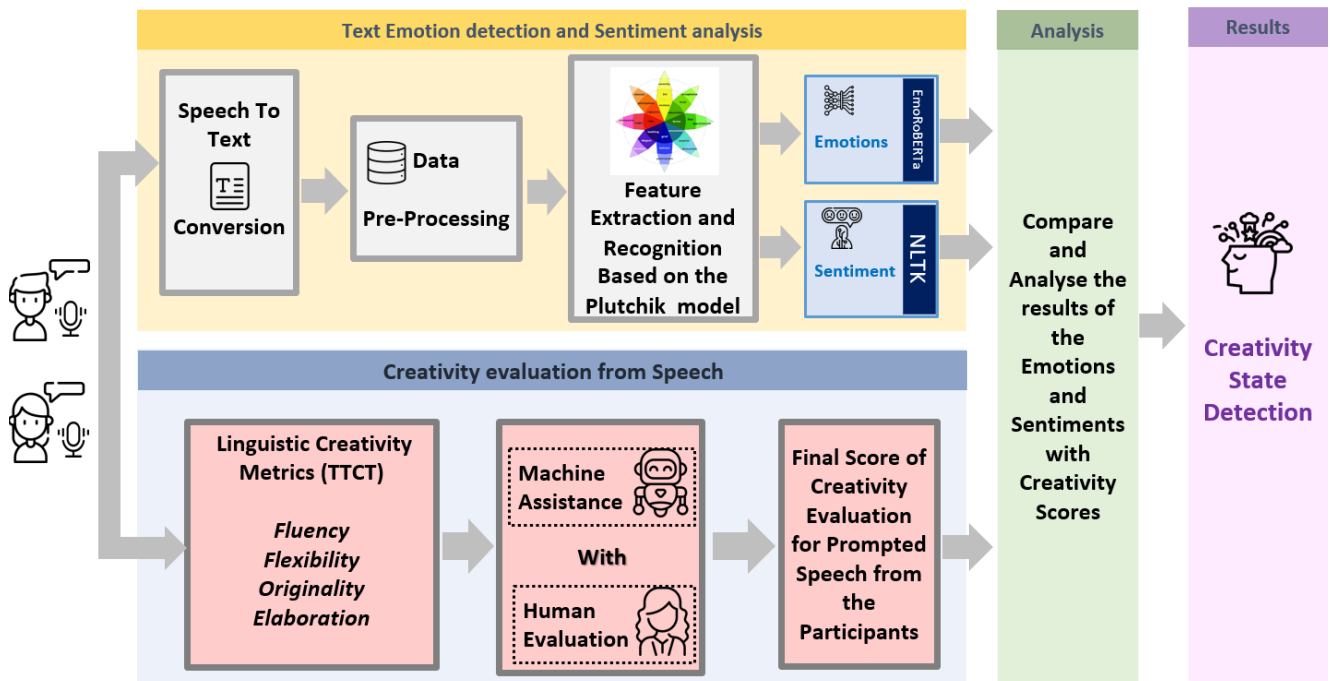 Text Emotion detection and Sentiment analysis
Speech To
Text
Conversion
Data
Pre-Processing
Feature
Extraction and
Recognition
Based on the
Plutchik model
Emotions
EmoRoBERTa
Sentiment
NLTK
Creativity evaluation from Speech
Linguistic Creativity
Metrics (TTCT)
Fluency
Flexibility
Originality
Elaboration
Machine
Assistance
With
Human
Evaluation
Final Score of
Creativity
Evaluation
for Prompted
Speech from
the
Participants
Analysis
Compare
and
Analyse the
results of
the
Emotions
and
Sentiments
with
Creativity
Scores
Results
Creativity
State
Detection